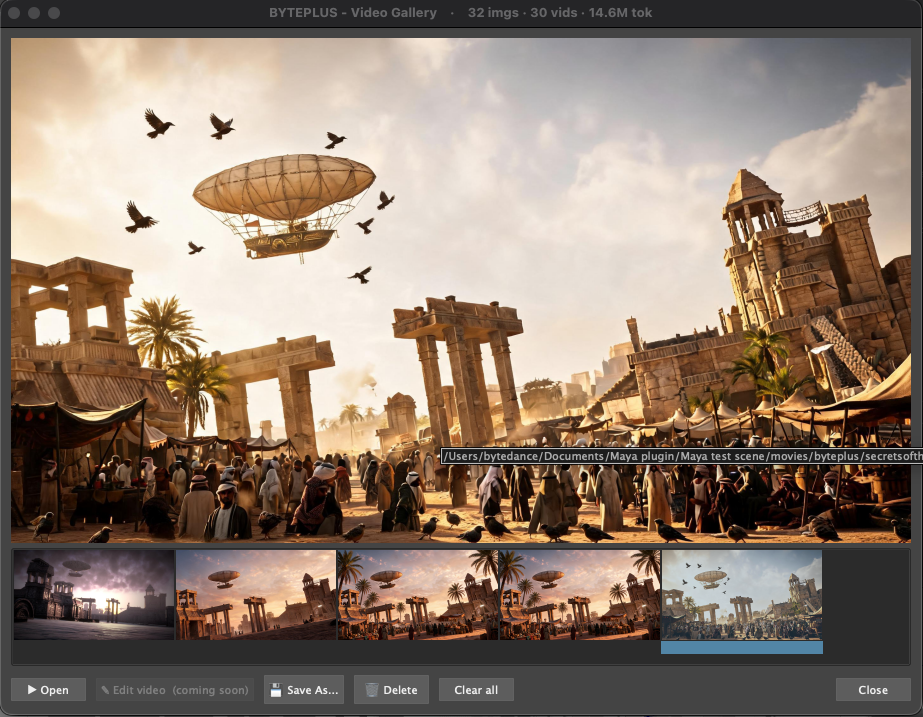 BYTEPLUS - Video Gallery · 32 imgs · 30 vids · 14.6M tok
/Users/bytedance/Documents/Maya plugin/Maya test scene/movies/byteplus/secretsofth
▶ Open
✎ Edit video (coming soon)
Save As...
Delete
Clear all
Close